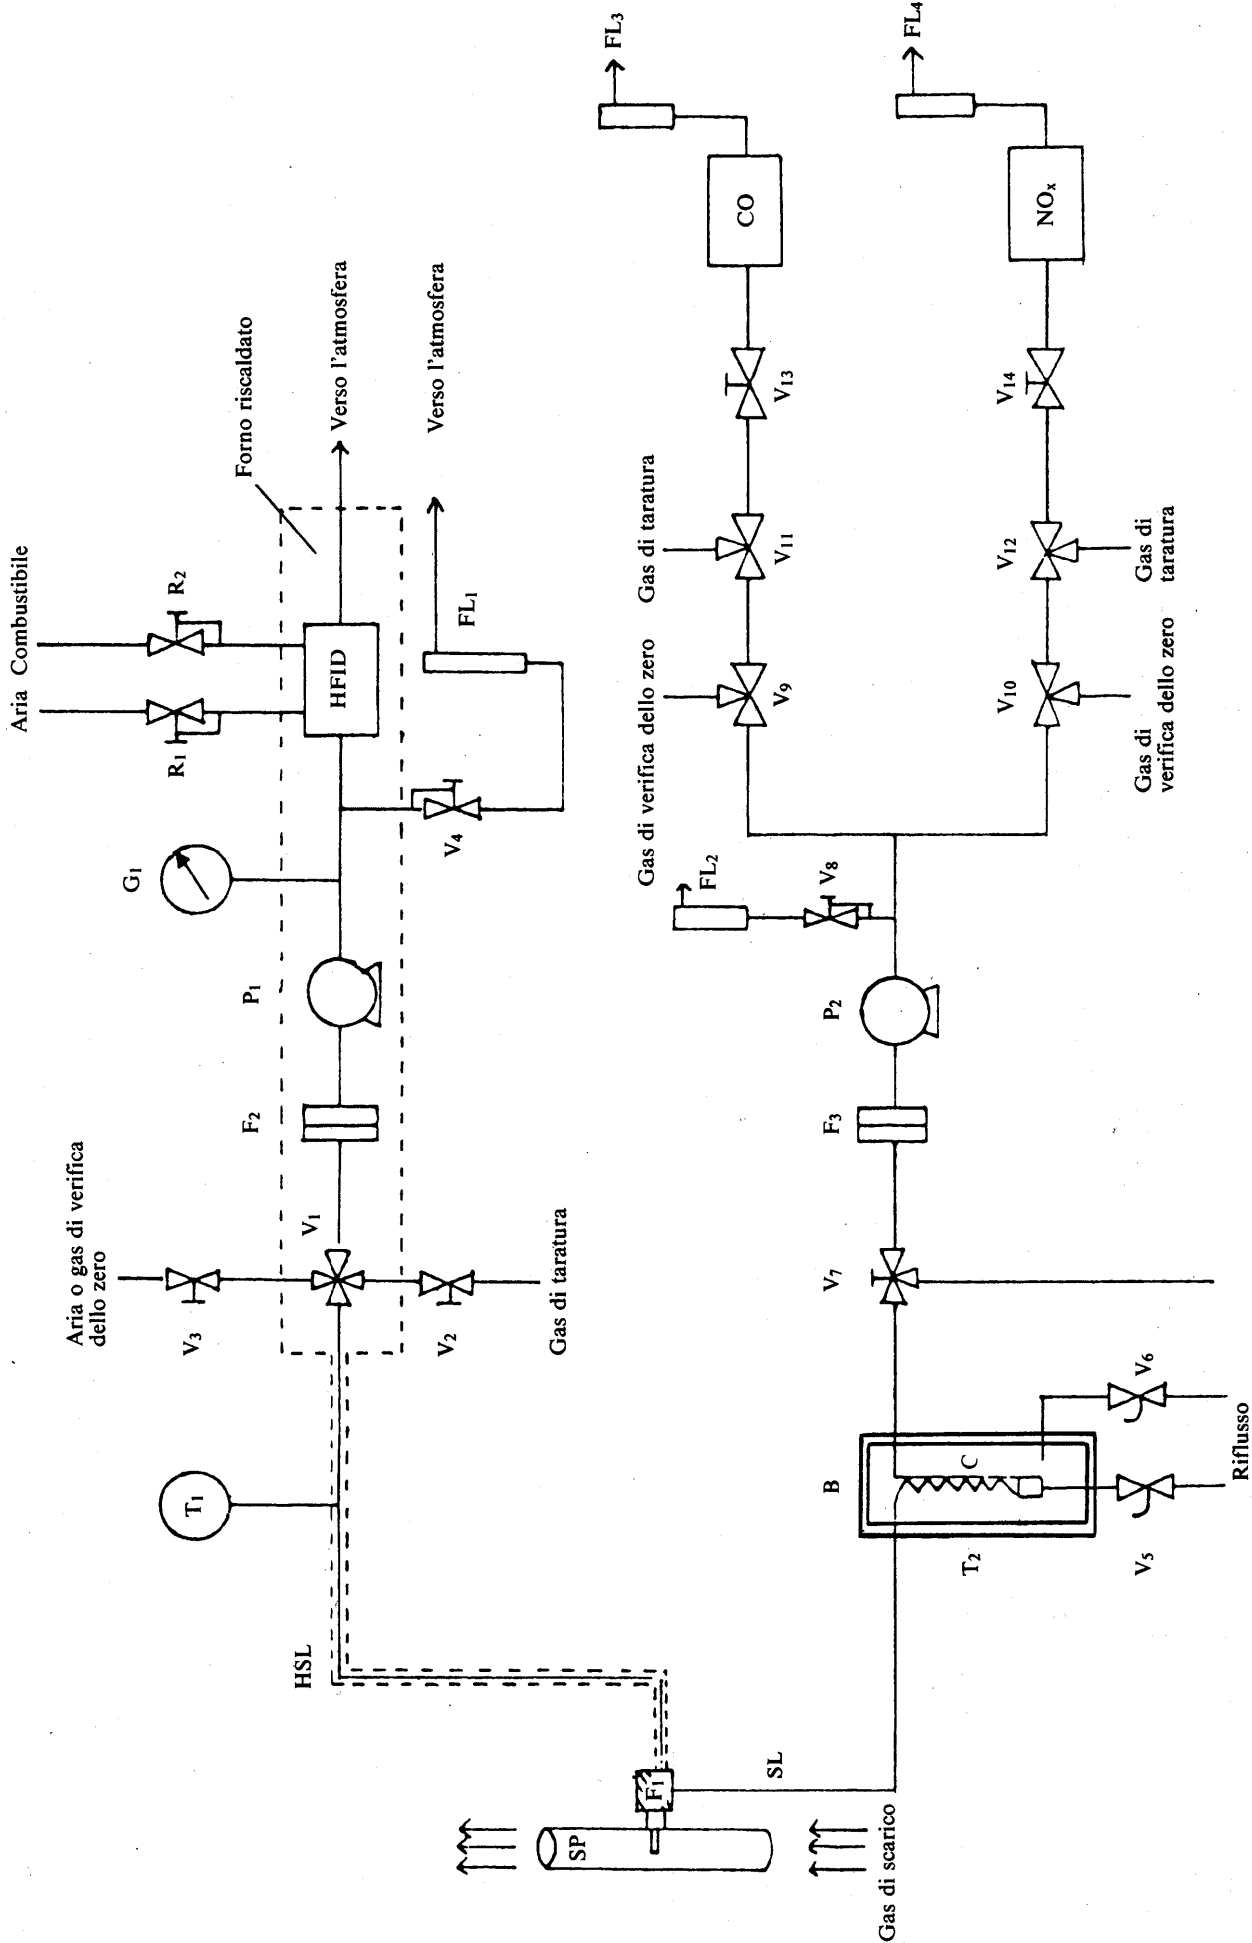 Aria Combustibile
R1
R2
G1
Forno riscaldato
Verso l'atmosfera
HFID
Verso l'atmosfera
FL1
V4
P1
F2
Aria o gas di verifica
dello zero
V3
V1
V2
Gas di taratura
T1
HSL
F1
SP
SL
Gas di scarico
B
C
T2
V5
V6
Riflusso
V7
F3
P2
V8
FL2
Gas di verifica dello zero
V9
Gas di taratura
V11
V13
CO
FL3
V10
Gas di
verifica dello zero
V12
Gas di
taratura
V14
NOx
FL4